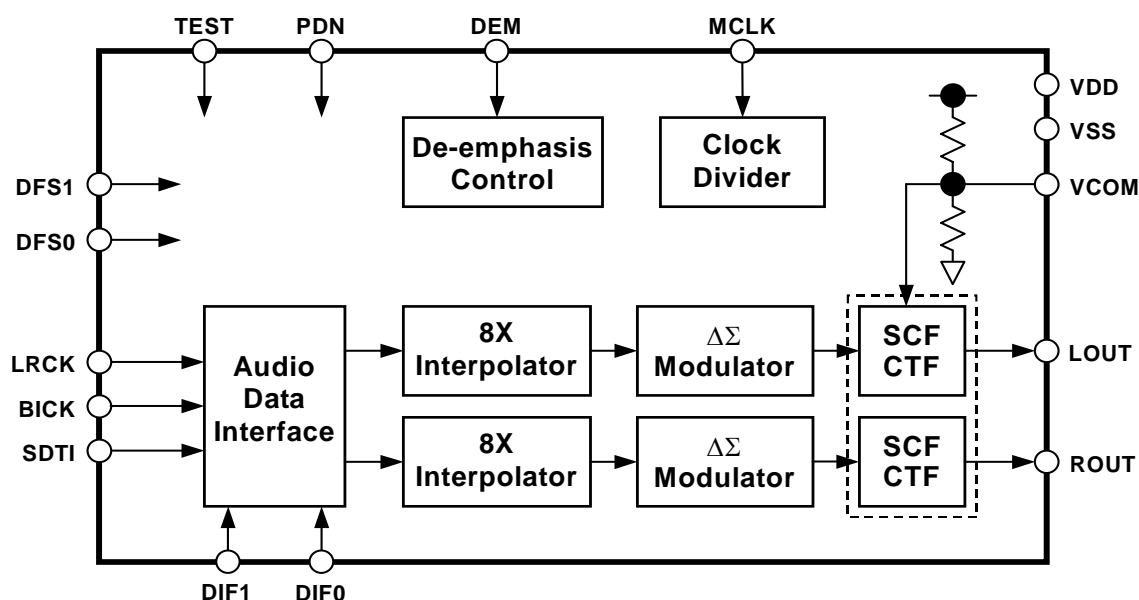 TEST PDN DEM MCLK
VDD
VSS
VCOM
De-emphasis
Control
Clock
Divider
DFS1
DFS0
LRCK
BICK
SDTI
Audio
Data
Interface
8X
Interpolator
ΔΣ
Modulator
SCF
CTF
LOUT
8X
Interpolator
ΔΣ
Modulator
SCF
CTF
ROUT
DIF1 DIF0